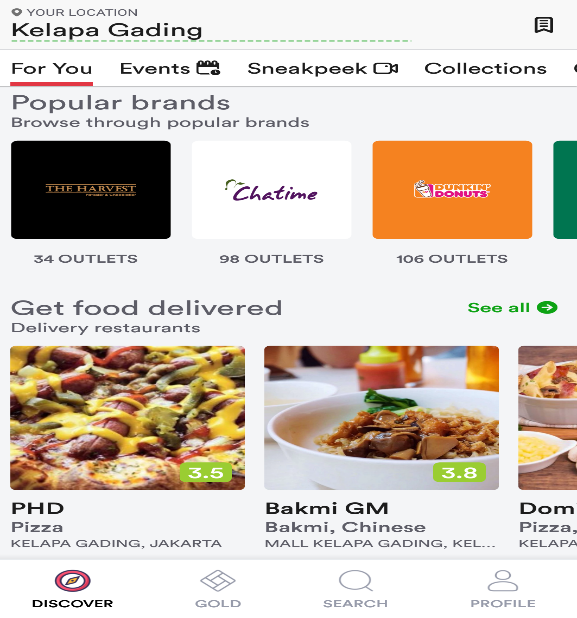 YOUR LOCATION
Kelapa Gading
For You Events Sneakpeek Collections
Popular brands
Browse through popular brands
THE HARVEST
Chatime
DUNKIN' DONUTS
34 OUTLETS 98 OUTLETS 106 OUTLETS
Get food delivered
See all
Delivery restaurants
3.5 3.8
PHD Bakmi GM Dom
Pizza Bakmi, Chinese Pizza,
KELAPA GADING, JAKARTA MALL KELAPA GADING, KEL... KELAPA
DISCOVER GOLD SEARCH PROFILE